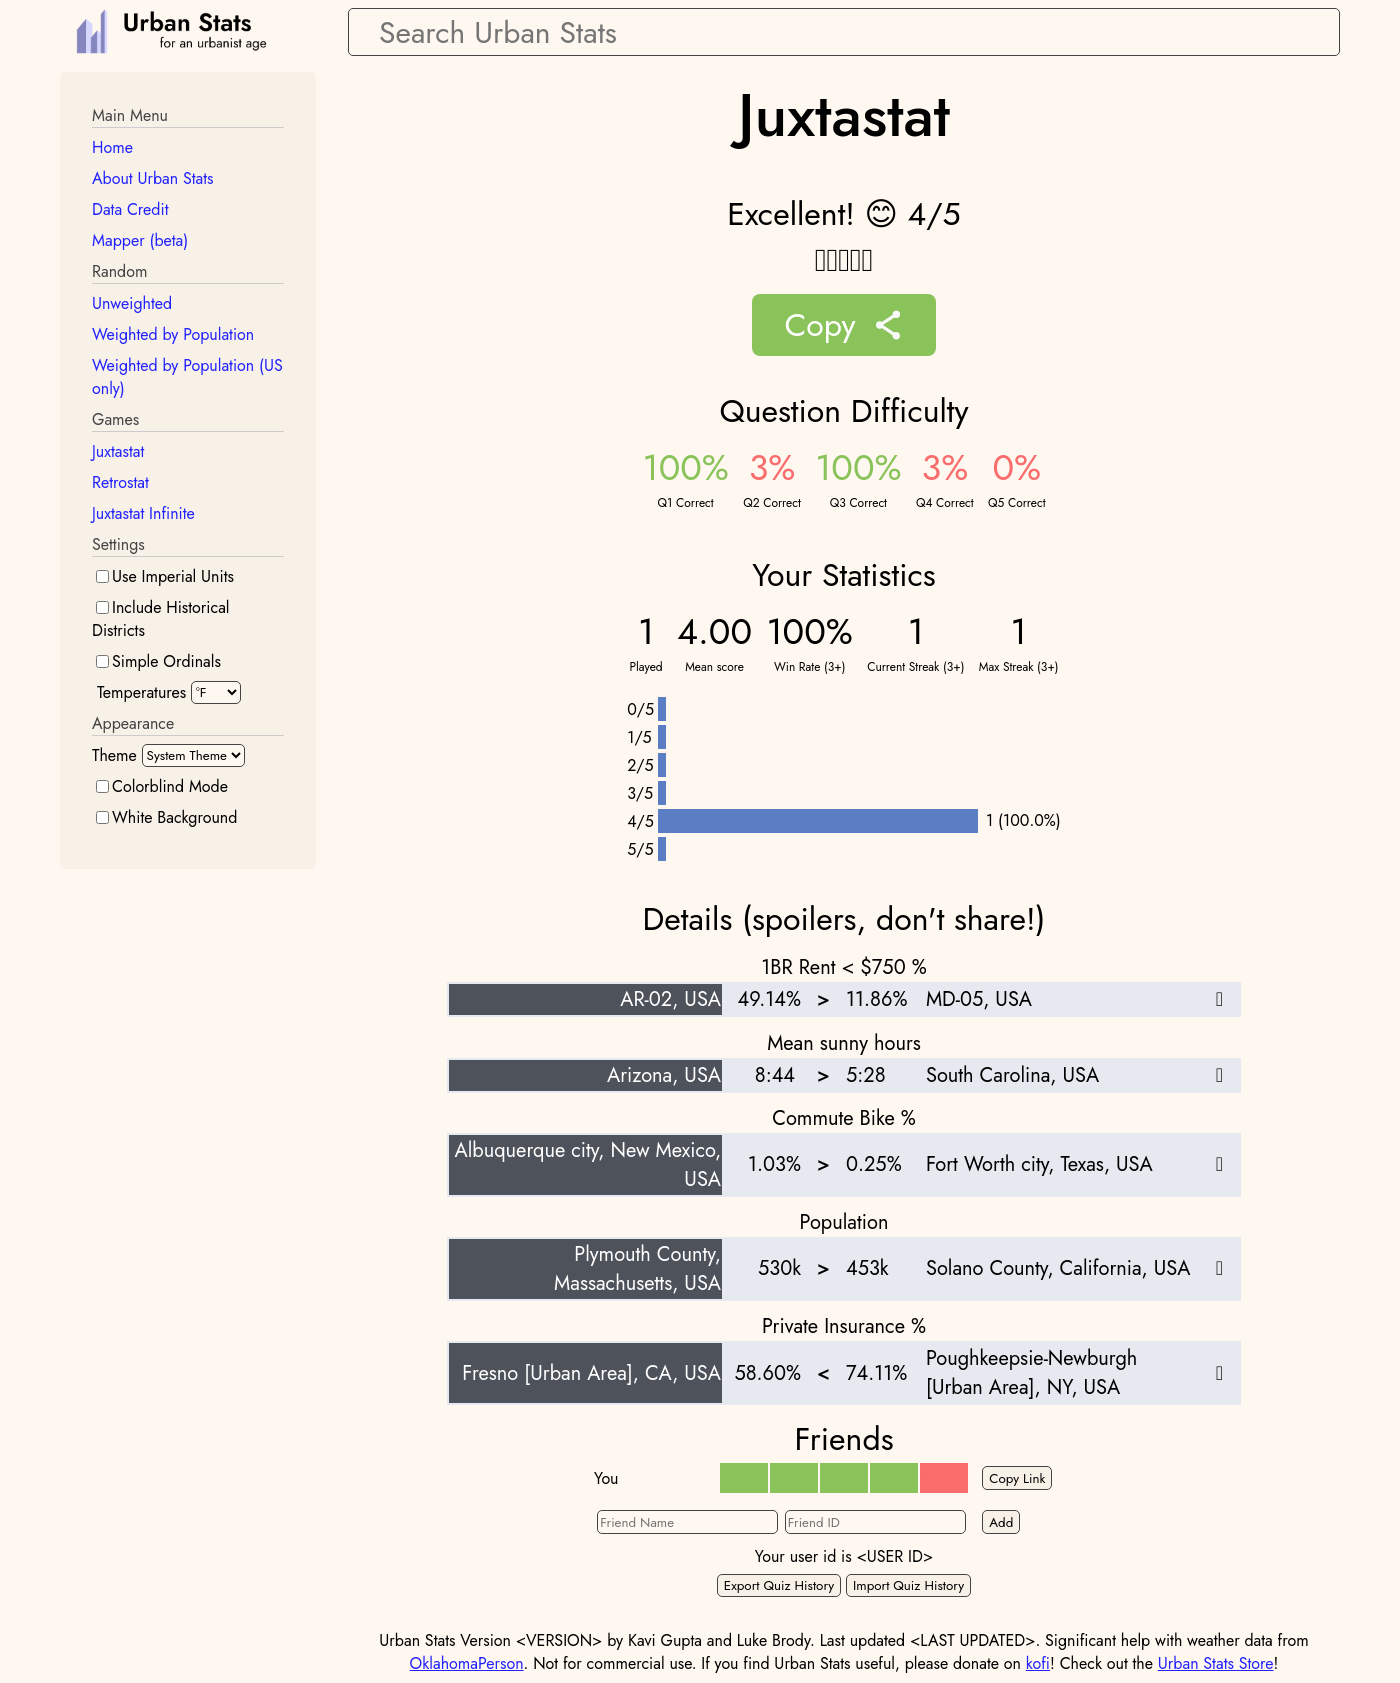 Urban Stats
for an urbanist age
Search Urban Stats
Main Menu
Home
About Urban Stats
Data Credit
Mapper (beta)
Random
Unweighted
Weighted by Population
Weighted by Population (US
only)
Games
Juxtastat
Retrostat
Juxtastat Infinite
Settings
Use Imperial Units
Include Historical
Districts
Simple Ordinals
Temperatures °F
Appearance
Theme System Theme
Colorblind Mode
White Background
Juxtastat
Excellent! 😊 4/5
Copy
Question Difficulty
100% 3% 100% 3% 0%
Q1 Correct Q2 Correct Q3 Correct Q4 Correct Q5 Correct
Your Statistics
1 4.00 100% 1 1
Played Mean score Win Rate (3+) Current Streak (3+) Max Streak (3+)
0/5
1/5
2/5
3/5
4/5 1 (100.0%)
5/5
Details (spoilers, don't share!)
1BR Rent < $750 %
AR-02, USA 49.14% > 11.86% MD-05, USA
Mean sunny hours
Arizona, USA 8:44 > 5:28 South Carolina, USA
Commute Bike %
Albuquerque city, New Mexico,
USA 1.03% > 0.25% Fort Worth city, Texas, USA
Population
Plymouth County,
Massachusetts, USA 530k > 453k Solano County, California, USA
Private Insurance %
Fresno [Urban Area], CA, USA 58.60% < 74.11% Poughkeepsie-Newburgh
[Urban Area], NY, USA
Friends
You Copy Link
Friend Name Friend ID Add
Your user id is <USER ID>
Export Quiz History Import Quiz History
Urban Stats Version <VERSION> by Kavi Gupta and Luke Brody. Last updated <LAST UPDATED>. Significant help with weather data from
OklahomaPerson. Not for commercial use. If you find Urban Stats useful, please donate on kofi! Check out the Urban Stats Store!